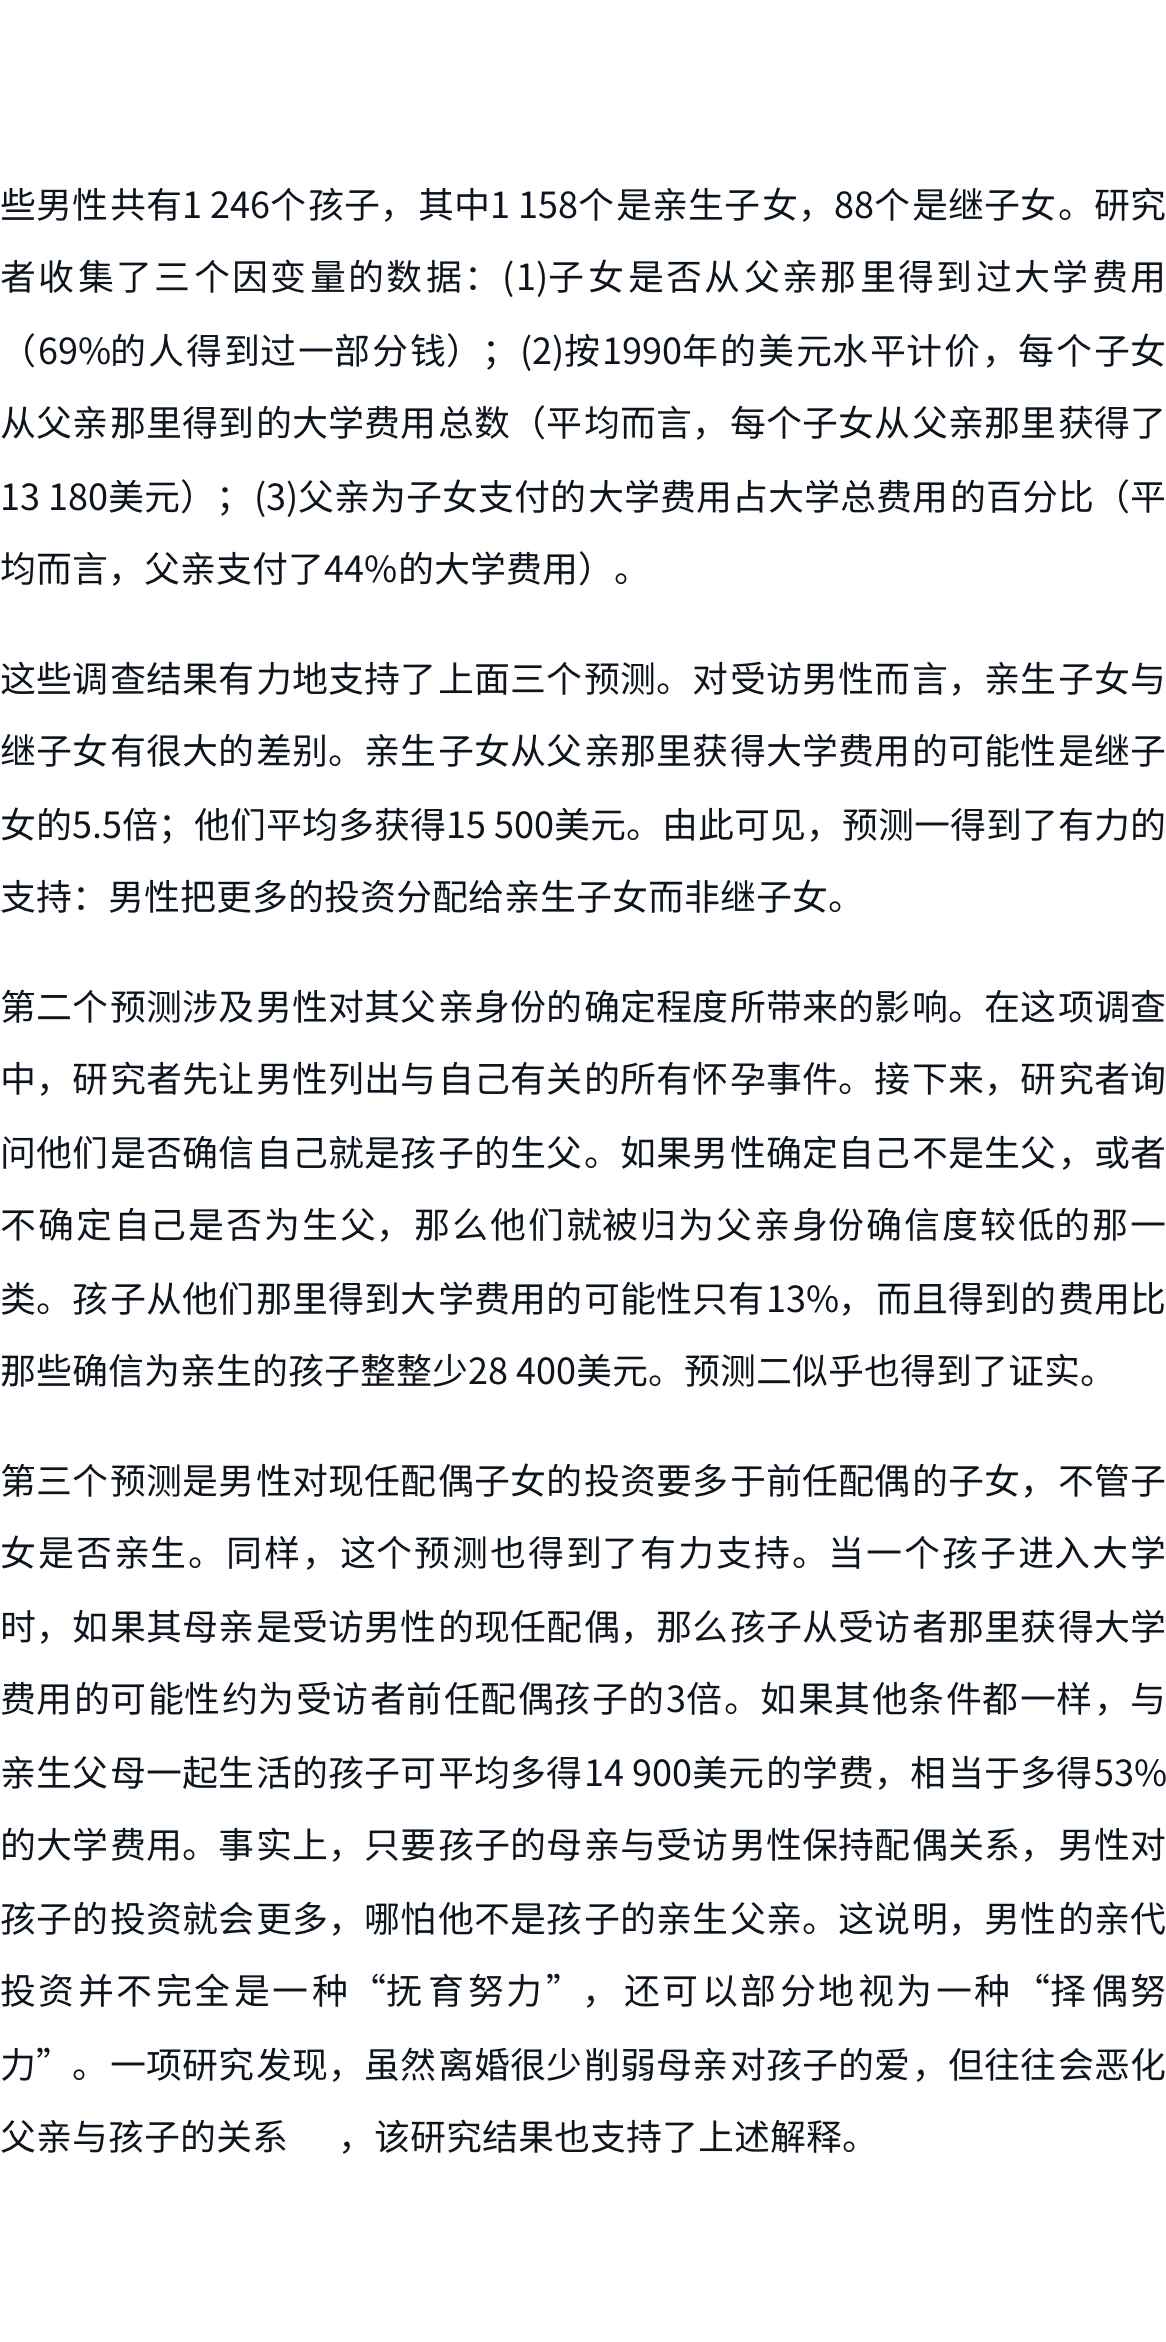 些男性共有1 246个孩子，其中1 158个是亲生子女，88个是继子女。研究
者收集了三个因变量的数据：(1)子女是否从父亲那里得到过大学费用
（69%的人得到过一部分钱）；(2)按1990年的美元水平计价，每个子女
从父亲那里得到的大学费用总数（平均而言，每个子女从父亲那里获得了
13 180美元）；(3)父亲为子女支付的大学费用占大学总费用的百分比（平
均而言，父亲支付了44%的大学费用）。
这些调查结果有力地支持了上面三个预测。对受访男性而言，亲生子女与
继子女有很大的差别。亲生子女从父亲那里获得大学费用的可能性是继子
女的5.5倍；他们平均多获得15 500美元。由此可见，预测一得到了有力的
支持：男性把更多的投资分配给亲生子女而非继子女。
第二个预测涉及男性对其父亲身份的确定程度所带来的影响。在这项调查
中，研究者先让男性列出与自己有关的所有怀孕事件。接下来，研究者询
问他们是否确信自己就是孩子的生父。如果男性确定自己不是生父，或者
不确定自己是否为生父，那么他们就被归为父亲身份确信度较低的那一
类。孩子从他们那里得到大学费用的可能性只有13%，而且得到的费用比
那些确信为亲生的孩子整整少28 400美元。预测二似乎也得到了证实。
第三个预测是男性对现任配偶子女的投资要多于前任配偶的子女，不管子
女是否亲生。同样，这个预测也得到了有力支持。当一个孩子进入大学
时，如果其母亲是受访男性的现任配偶，那么孩子从受访者那里获得大学
费用的可能性约为受访者前任配偶孩子的3倍。如果其他条件都一样，与
亲生父母一起生活的孩子可平均多得14 900美元的学费，相当于多得53%
的大学费用。事实上，只要孩子的母亲与受访男性保持配偶关系，男性对
孩子的投资就会更多，哪怕他不是孩子的亲生父亲。这说明，男性的亲代
投资并不完全是一种“抚育努力”，还可以部分地视为一种“择偶努
力”。一项研究发现，虽然离婚很少削弱母亲对孩子的爱，但往往会恶化
父亲与孩子的关系　，该研究结果也支持了上述解释。